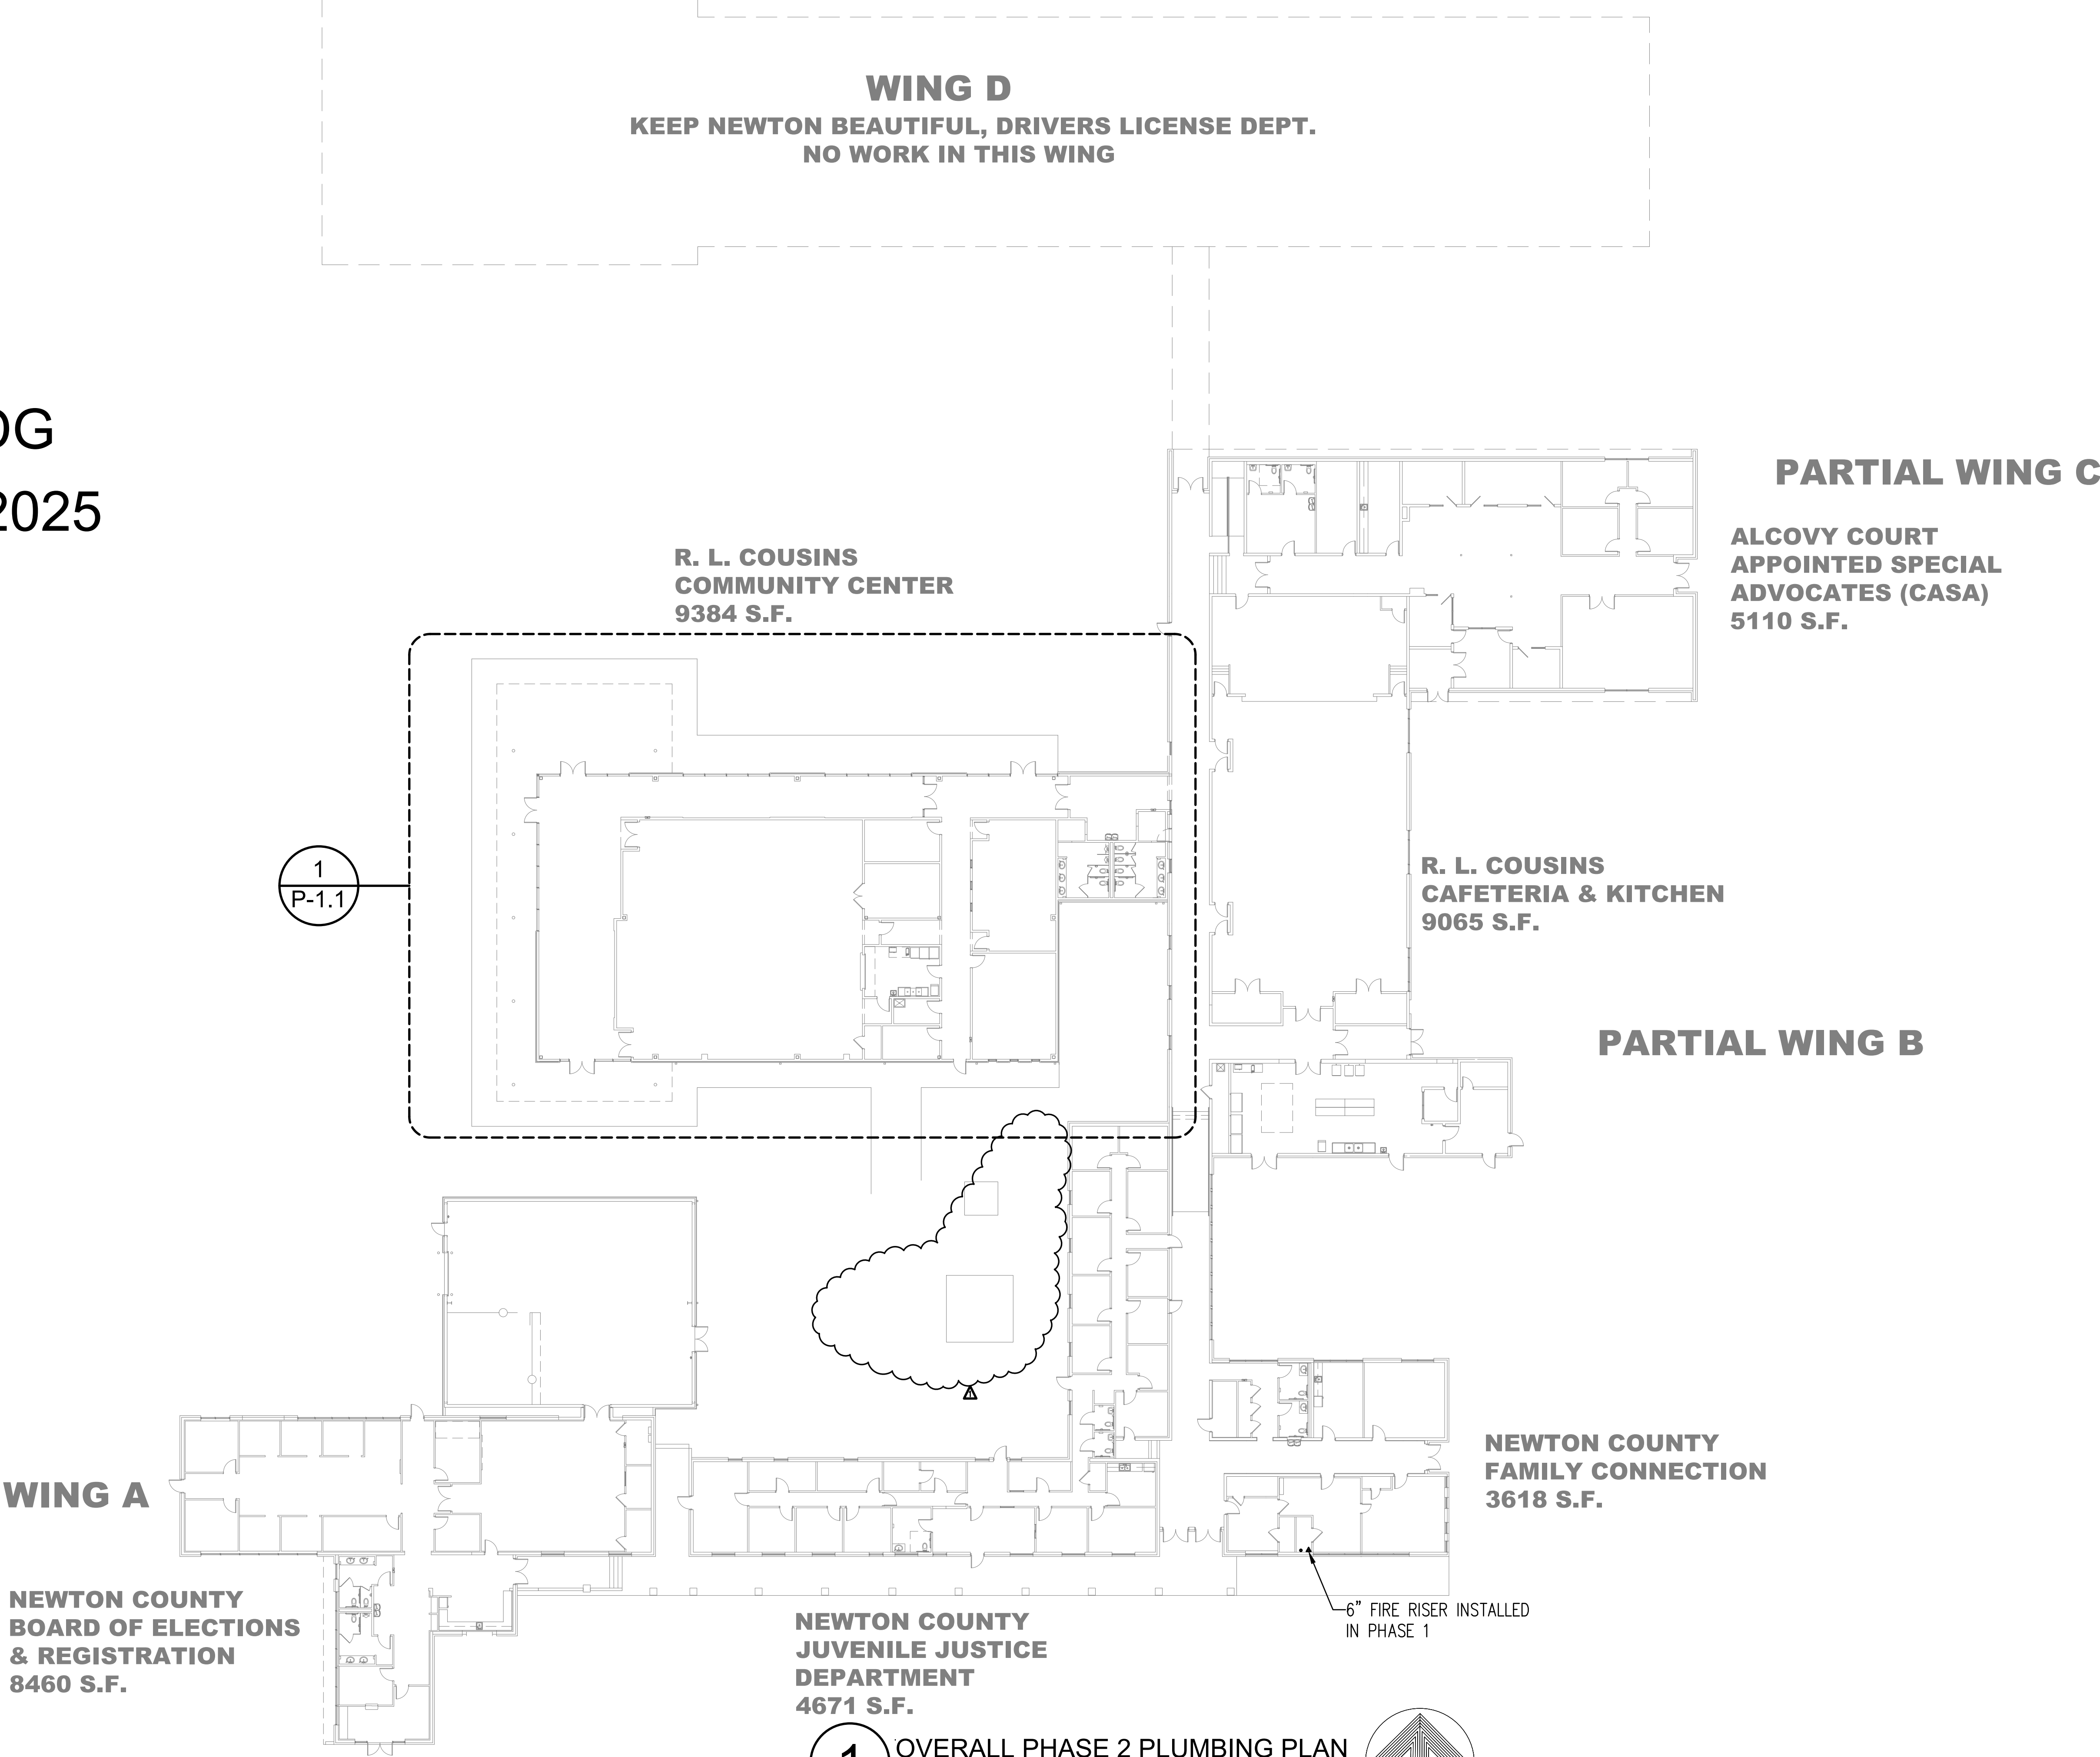 WING D
KEEP NEWTON BEAUTIFUL, DRIVERS LICENSE DEPT.
NO WORK IN THIS WING
2025
PARTIAL WING C
ALCOVY COURT
APPOINTED SPECIAL
ADVOCATES (CASA)
5110 S.F.
R. L. COUSINS
COMMUNITY CENTER
9384 S.F.
1
P-1.1
R. L. COUSINS
CAFETERIA & KITCHEN
9065 S.F.
PARTIAL WING B
WING A
NEWTON COUNTY
FAMILY CONNECTION
3618 S.F.
NEWTON COUNTY
BOARD OF ELECTIONS
& REGISTRATION
8460 S.F.
NEWTON COUNTY
JUVENILE JUSTICE
DEPARTMENT
4671 S.F.
6" FIRE RISER INSTALLED
IN PHASE 1
1
OVERALL PHASE 2 PLUMBING PLAN